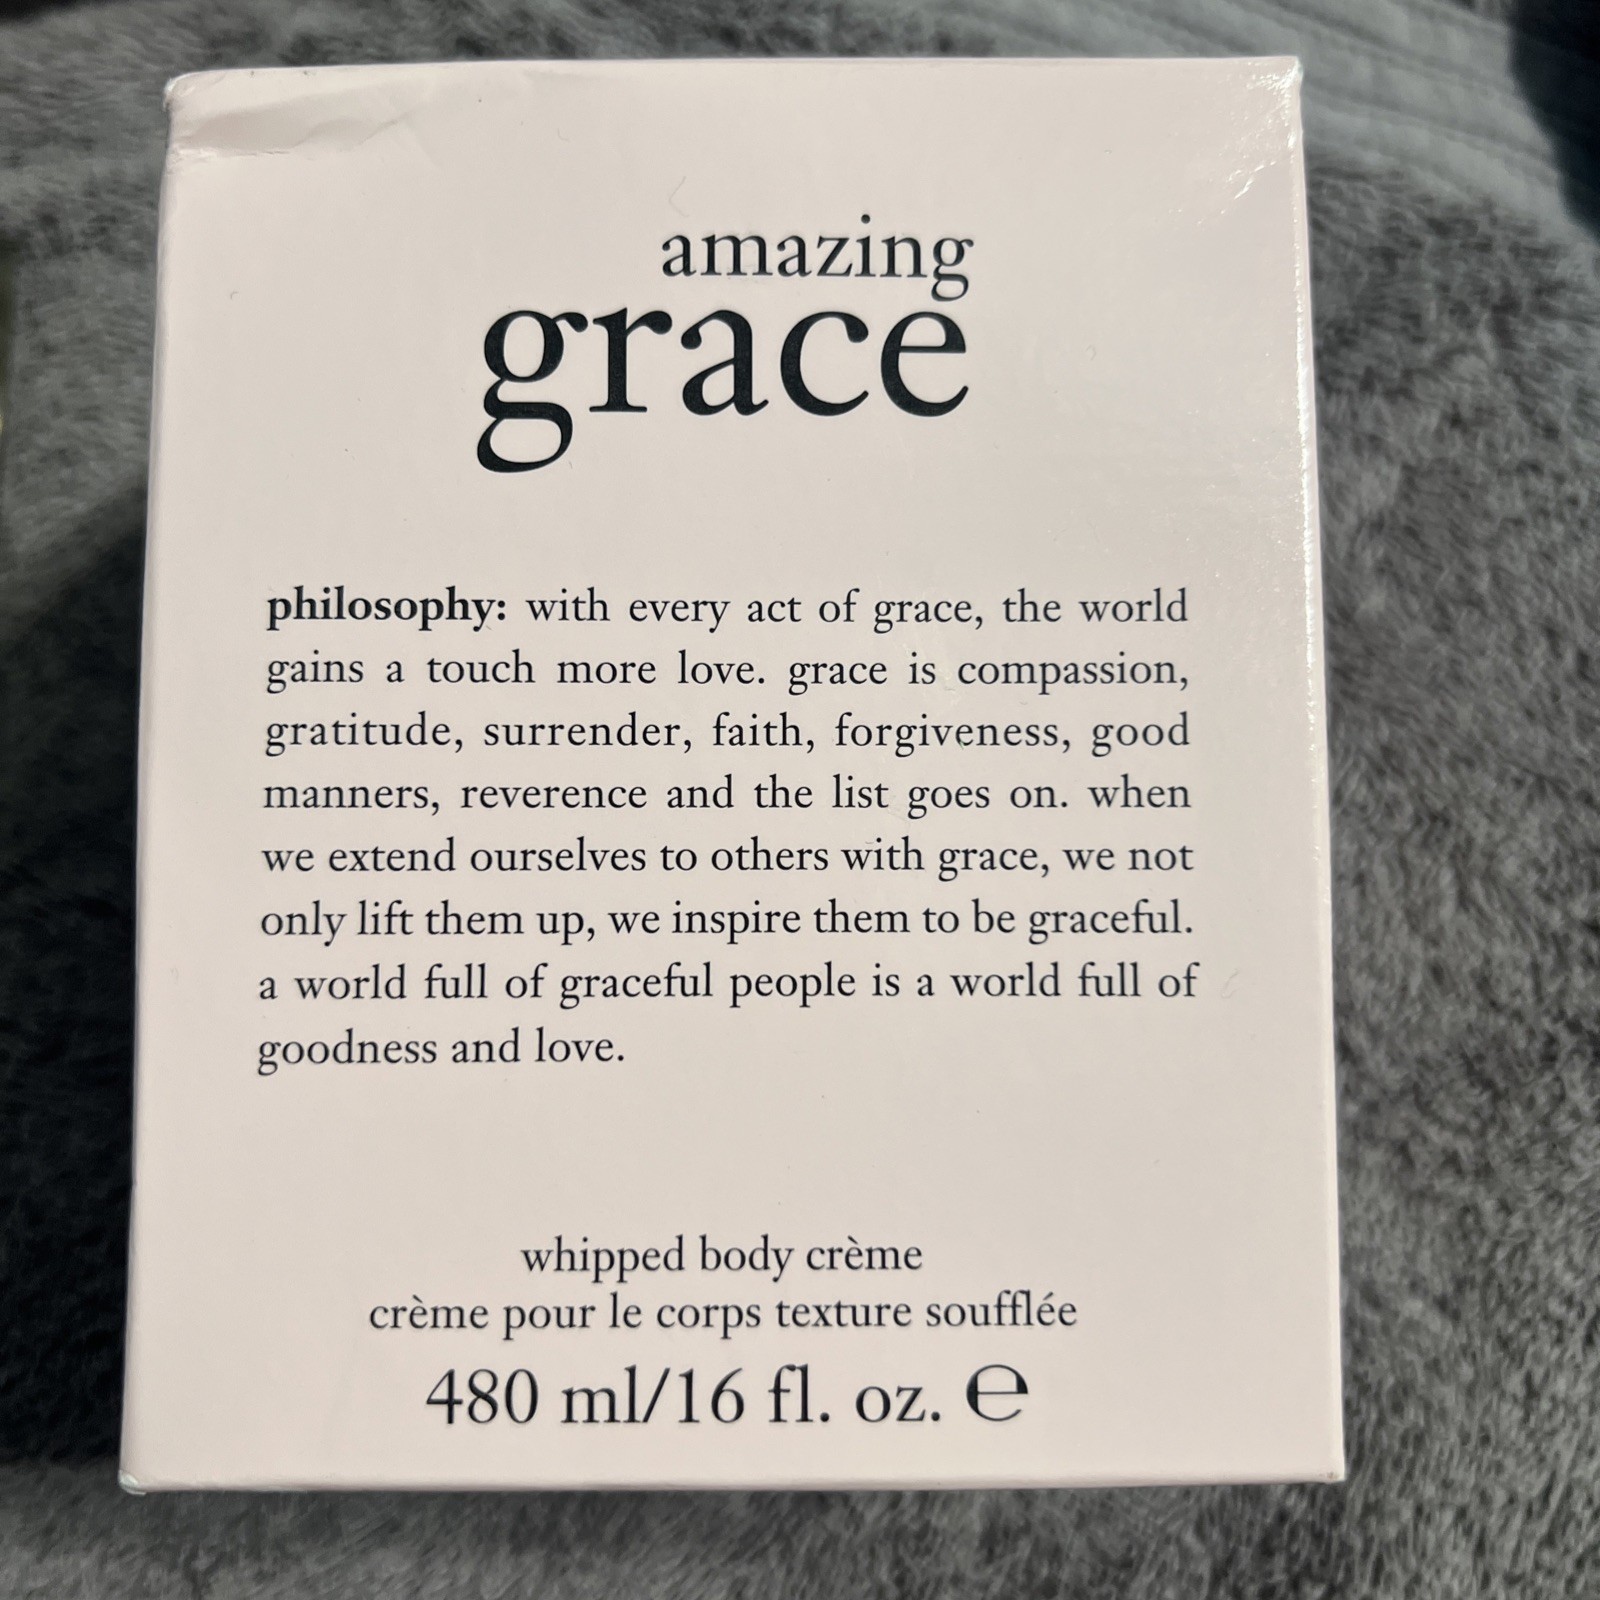 amazing
grace
philosophy: with every act of grace, the world
gains a touch more love. grace is compassion,
gratitude, surrender, faith, forgiveness, good
manners, reverence and the list goes on. when
we extend ourselves to others with grace, we not
only lift them up, we inspire them to be graceful.
a world full of graceful people is a world full of
goodness and love.
whipped body crème
crème pour le corps texture soufflée
480 ml/16 fl. oz. ℮